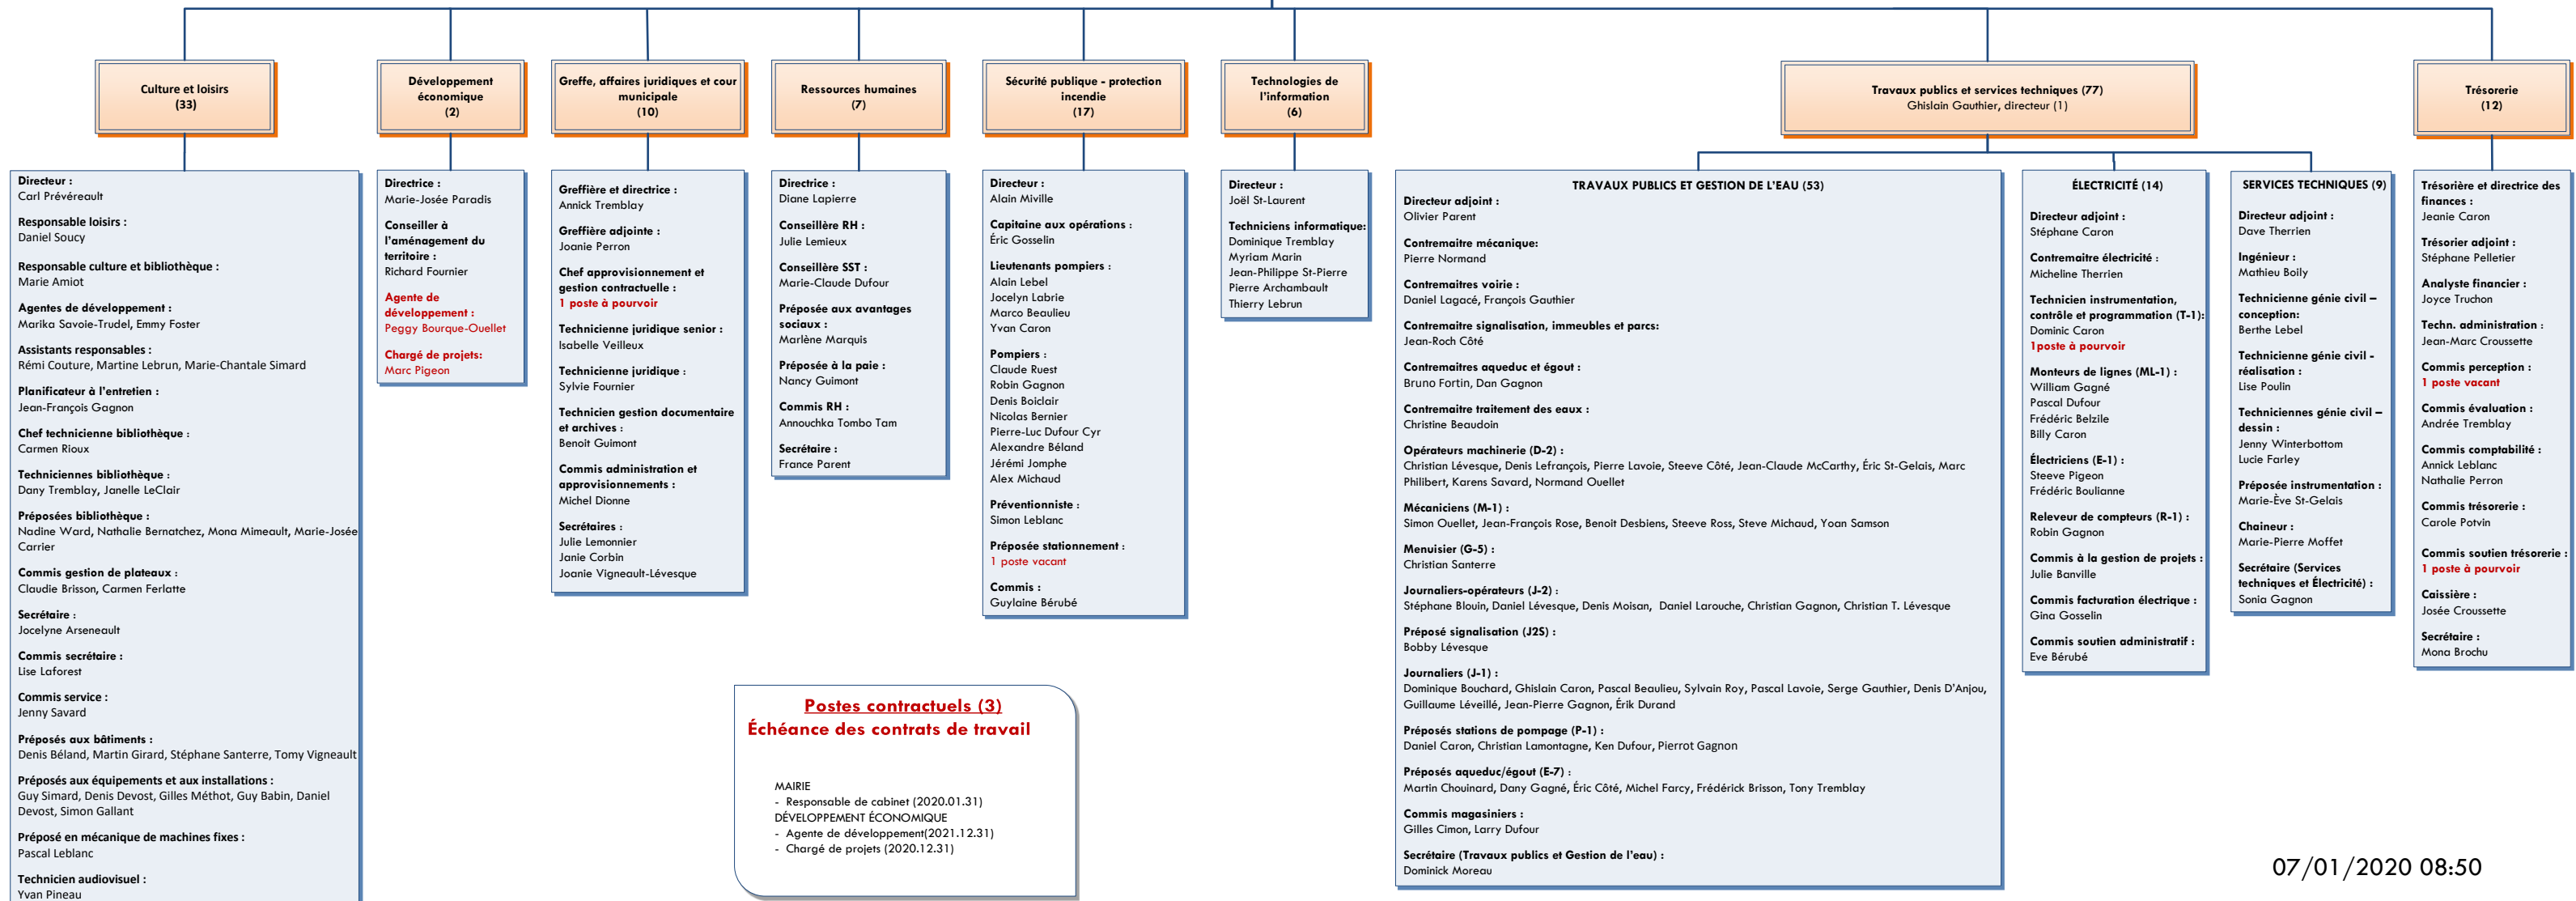 Culture et loisirs
(33)
Directeur :
Carl Prévéreault
Responsable loisirs :
Daniel Soucy
Responsable culture et bibliothèque :
Marie Amiot
Agentes de développement :
Marika Savoie-Trudel, Emmy Foster
Assistants responsables :
Rémi Couture, Martine Lebrun, Marie-Chantale Simard
Planificateur à l'entretien :
Jean-François Gagnon
Chef technicienne bibliothèque :
Carmen Rioux
Techniciennes bibliothèque :
Dany Tremblay, Janelle LeClair
Préposées bibliothèque :
Nadine Ward, Nathalie Bernatchez, Mona Mimeault, Marie-Josée
Carrier
Commis gestion de plateaux :
Claudie Brisson, Carmen Ferlatte
Secrétaire :
Jocelyne Arseneault
Commis secrétaire :
Lise Laforest
Commis service :
Jenny Savard
Préposés aux bâtiments :
Denis Béland, Martin Girard, Stéphane Santerre, Tomy Vigneault
Préposés aux équipements et aux installations :
Guy Simard, Denis Devost, Gilles Méthot, Guy Babin, Daniel
Devost, Simon Gallant
Préposé en mécanique de machines fixes :
Pascal Leblanc
Technicien audiovisuel :
Yvan Pineau
Développement
économique
(2)
Directrice :
Marie-Josée Paradis
Conseiller à
l'aménagement du
territoire :
Richard Fournier
Agente de
développement :
Peggy Bourque-Ouellet
Chargé de projets:
Marc Pigeon
Greffe, affaires juridiques et cour
municipale
(10)
Greffière et directrice :
Annick Tremblay
Greffière adjointe :
Joanie Perron
Chef approvisionnement et
gestion contractuelle :
1 poste à pourvoir
Technicienne juridique senior :
Isabelle Veilleux
Technicienne juridique :
Sylvie Fournier
Technicien gestion documentaire
et archives :
Benoit Guimont
Commis administration et
approvisionnements :
Michel Dionne
Secrétaires :
Julie Lemonnier
Janie Corbin
Joanie Vigneault-Lévesque
Ressources humaines
(7)
Directrice :
Diane Lapierre
Conseillère RH :
Julie Lemieux
Conseillère SST :
Marie-Claude Dufour
Préposée aux avantages
sociaux :
Marlène Marquis
Préposée à la paie :
Nancy Guimont
Commis RH :
Annouchka Tombo Tam
Secrétaire :
France Parent
Sécurité publique - protection
incendie
(17)
Directeur :
Alain Miville
Capitaine aux opérations :
Éric Gosselin
Lieutenants pompiers :
Alain Lebel
Jocelyn Labrie
Marco Beaulieu
Yvan Caron
Pompiers :
Claude Ruest
Robin Gagnon
Denis Boiclair
Nicolas Bernier
Pierre-Luc Dufour Cyr
Alexandre Béland
Jérémi Jomphe
Alex Michaud
Préventionniste :
Simon Leblanc
Préposée stationnement :
1 poste vacant
Commis :
Guylaine Bérubé
Technologies de
l'information
(6)
Directeur :
Joël St-Laurent
Techniciens informatique:
Dominique Tremblay
Myriam Marin
Jean-Philippe St-Pierre
Pierre Archambault
Thierry Lebrun
Travaux publics et services techniques (77)
Ghislain Gauthier, directeur (1)
TRAVAUX PUBLICS ET GESTION DE L'EAU (53)
Directeur adjoint :
Olivier Parent
Contremaitre mécanique:
Pierre Normand
Contremaitres voirie :
Daniel Lagacé, François Gauthier
Contremaitre signalisation, immeubles et parcs:
Jean-Roch Côté
Contremaitres aqueduc et égout :
Bruno Fortin, Dan Gagnon
Contremaitre traitement des eaux :
Christine Beaudoin
Opérateurs machinerie (D-2) :
Christian Lévesque, Denis Lefrançois, Pierre Lavoie, Steeve Côté, Jean-Claude McCarthy, Éric St-Gelais, Marc
Philibert, Karens Savard, Normand Ouellet
Mécaniciens (M-1) :
Simon Ouellet, Jean-François Rose, Benoit Desbiens, Steeve Ross, Steve Michaud, Yoan Samson
Menuisier (G-5) :
Christian Santerre
Journaliers-opérateurs (J-2) :
Stéphane Blouin, Daniel Lévesque, Denis Moisan, Daniel Larouche, Christian Gagnon, Christian T. Lévesque
Préposé signalisation (J2S) :
Bobby Lévesque
Journaliers (J-1) :
Dominique Bouchard, Ghislain Caron, Pascal Beaulieu, Sylvain Roy, Pascal Lavoie, Serge Gauthier, Denis D'Anjou,
Guillaume Léveillé, Jean-Pierre Gagnon, Érik Durand
Préposés stations de pompage (P-1) :
Daniel Caron, Christian Lamontagne, Ken Dufour, Pierrot Gagnon
Préposés aqueduc/égout (E-7) :
Martin Chouinard, Dany Gagné, Éric Côté, Michel Farcy, Frédérick Brisson, Tony Tremblay
Commis magasiniers :
Gilles Cimon, Larry Dufour
Secrétaire (Travaux publics et Gestion de l'eau) :
Dominick Moreau
ÉLECTRICITÉ (14)
Directeur adjoint :
Stéphane Caron
Contremaitre électricité :
Micheline Therrien
Technicien instrumentation,
contrôle et programmation (T-1):
Dominic Caron
1poste à pourvoir
Monteurs de lignes (ML-1) :
William Gagné
Pascal Dufour
Frédéric Belzile
Billy Caron
Électriciens (E-1) :
Steeve Pigeon
Frédéric Boulianne
Releveur de compteurs (R-1) :
Robin Gagnon
Commis à la gestion de projets :
Julie Banville
Commis facturation électrique :
Gina Gosselin
Commis soutien administratif :
Eve Bérubé
SERVICES TECHNIQUES (9)
Directeur adjoint :
Dave Therrien
Ingénieur :
Mathieu Boily
Technicienne génie civil –
conception:
Berthe Lebel
Technicienne génie civil -
réalisation :
Lise Poulin
Techniciennes génie civil –
dessin :
Jenny Winterbottom
Lucie Farley
Préposée instrumentation :
Marie-Ève St-Gelais
Chaineur :
Marie-Pierre Moffet
Secrétaire (Services
techniques et Électricité) :
Sonia Gagnon
Trésorerie
(12)
Trésorière et directrice des
finances :
Jeanie Caron
Trésorier adjoint :
Stéphane Pelletier
Analyste financier :
Joyce Truchon
Techn. administration :
Jean-Marc Croussette
Commis perception :
1 poste vacant
Commis évaluation :
Andrée Tremblay
Commis comptabilité :
Annick Leblanc
Nathalie Perron
Commis trésorerie :
Carole Potvin
Commis soutien trésorerie :
1 poste à pourvoir
Caissière :
Josée Croussette
Secrétaire :
Mona Brochu
Postes contractuels (3)
Échéance des contrats de travail
MAIRIE
- Responsable de cabinet (2020.01.31)
DÉVELOPPEMENT ÉCONOMIQUE
- Agente de développement(2021.12.31)
- Chargé de projets (2020.12.31)
07/01/2020 08:50